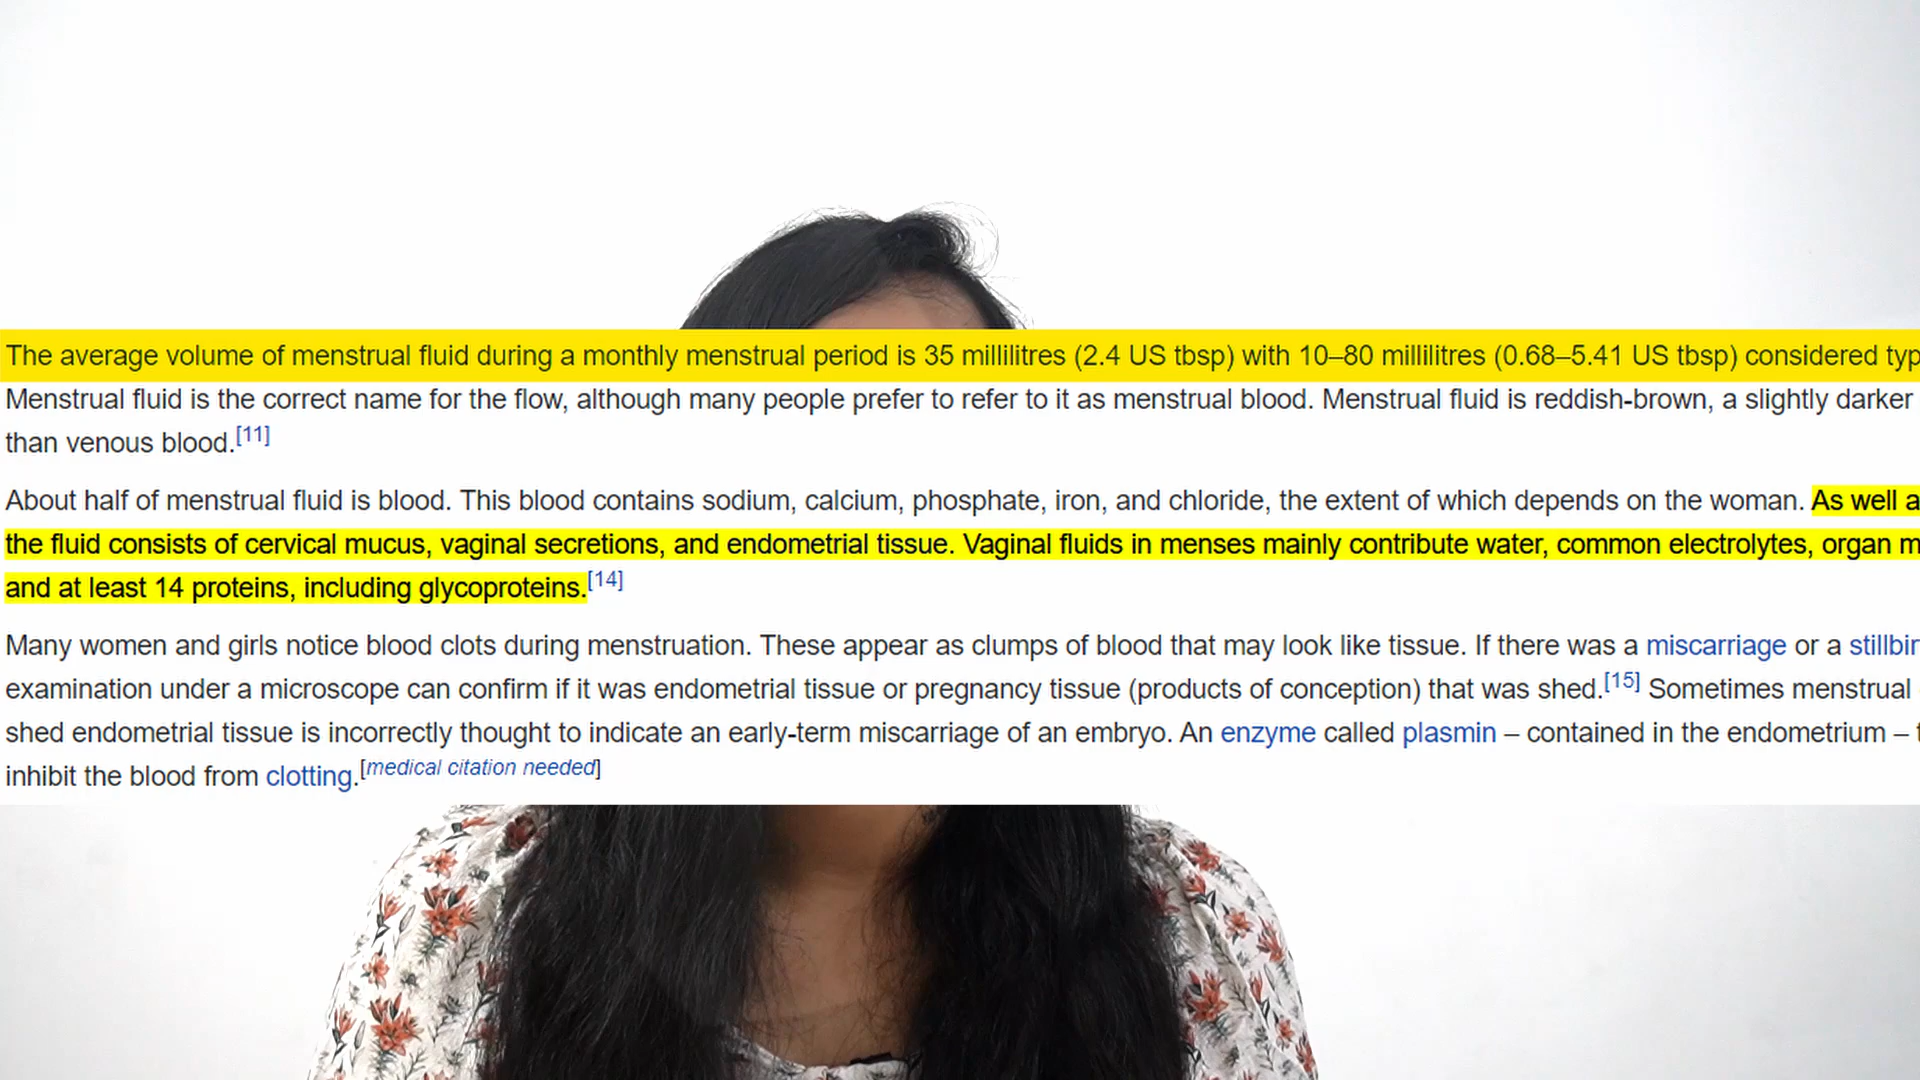 The average volume of menstrual fluid during a monthly menstrual period is 35 millilitres (2.4 US tbsp) with 10–80 millilitres (0.68–5.41 US tbsp) considered typ
Menstrual fluid is the correct name for the flow, although many people prefer to refer to it as menstrual blood. Menstrual fluid is reddish-brown, a slightly darker
than venous blood.[11]
About half of menstrual fluid is blood. This blood contains sodium, calcium, phosphate, iron, and chloride, the extent of which depends on the woman. As well a
the fluid consists of cervical mucus, vaginal secretions, and endometrial tissue. Vaginal fluids in menses mainly contribute water, common electrolytes, organ m
and at least 14 proteins, including glycoproteins.[14]
Many women and girls notice blood clots during menstruation. These appear as clumps of blood that may look like tissue. If there was a miscarriage or a stillbir
examination under a microscope can confirm if it was endometrial tissue or pregnancy tissue (products of conception) that was shed.[15] Sometimes menstrual
shed endometrial tissue is incorrectly thought to indicate an early-term miscarriage of an embryo. An enzyme called plasmin – contained in the endometrium –
inhibit the blood from clotting.[medical citation needed]